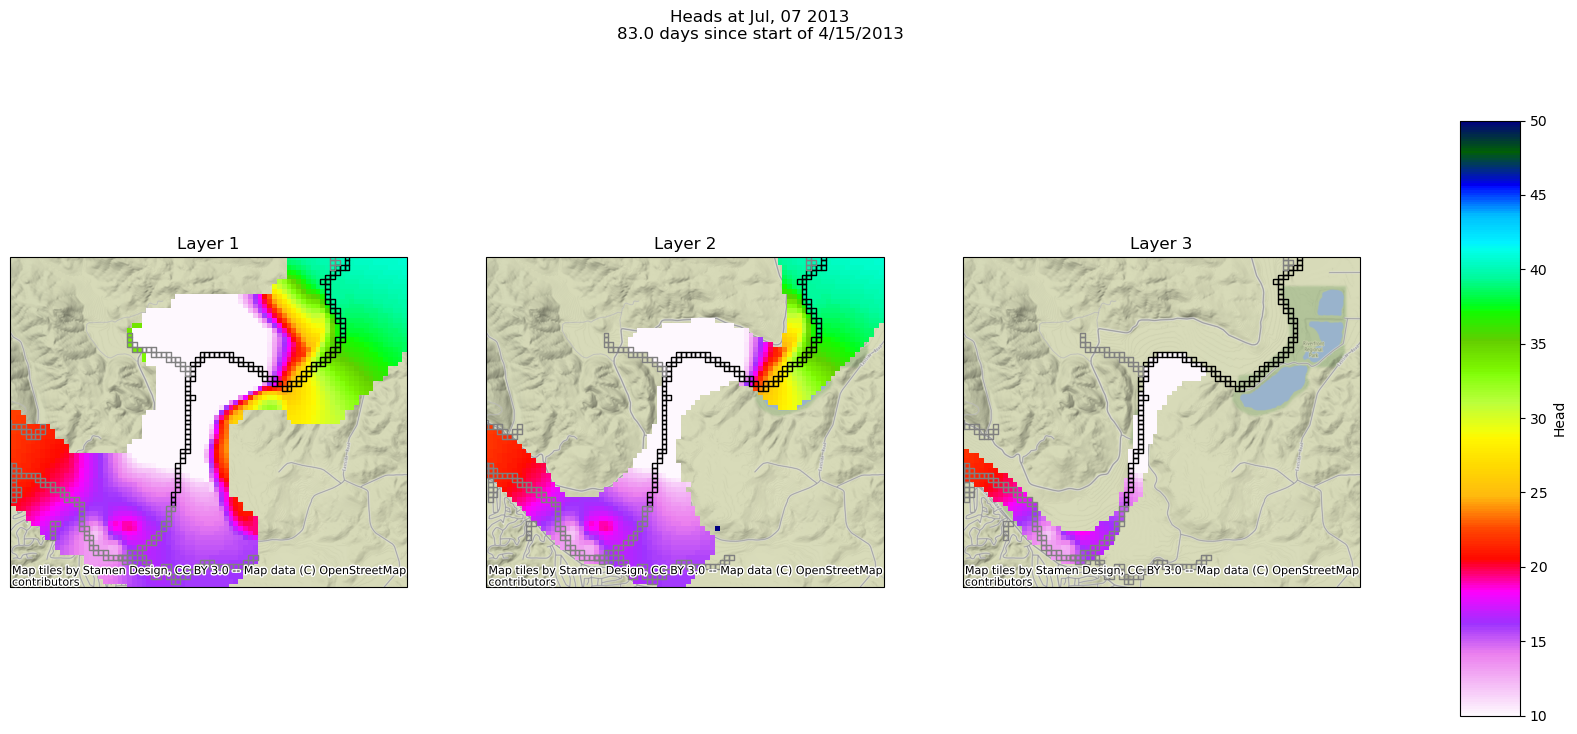 Heads at Jul, 07 2013
83.0 days since start of 4/15/2013
Layer 1
Layer 2
Layer 3
Map tiles by Stamen Design, CC BY 3.0 -- Map data (C) OpenStreetMap
contributors
Map tiles by Stamen Design, CC BY 3.0 -- Map data (C) OpenStreetMap
contributors
Map tiles by Stamen Design, CC BY 3.0 -- Map data (C) OpenStreetMap
contributors
50
45
40
35
30
25
20
15
10
Head